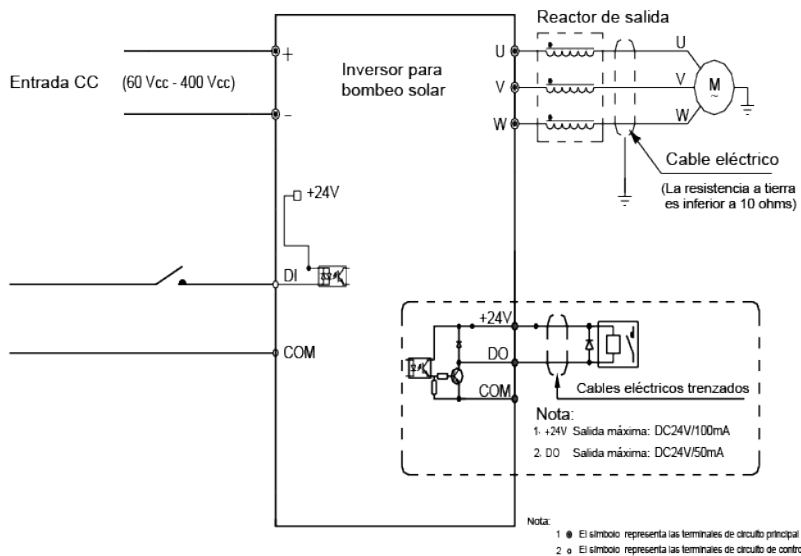 Reactor de salida
+
U
U
Entrada CC (60 Vcc - 400 Vcc)
Inversor para
bombeo solar
V
V
M
~
-
W
W
Cable eléctrico
(La resistencia a tierra
es inferior a 10 ohms)
+24V
DI
+24V
COM
DO
COM
Cables eléctricos trenzados
Nota:
1. +24V Salida máxima: DC24V/100mA
2. DO Salida máxima: DC24V/50mA
Nota:
1 El símbolo representa las terminales de circuito principal
2 El símbolo representa las terminales de circuito de contro